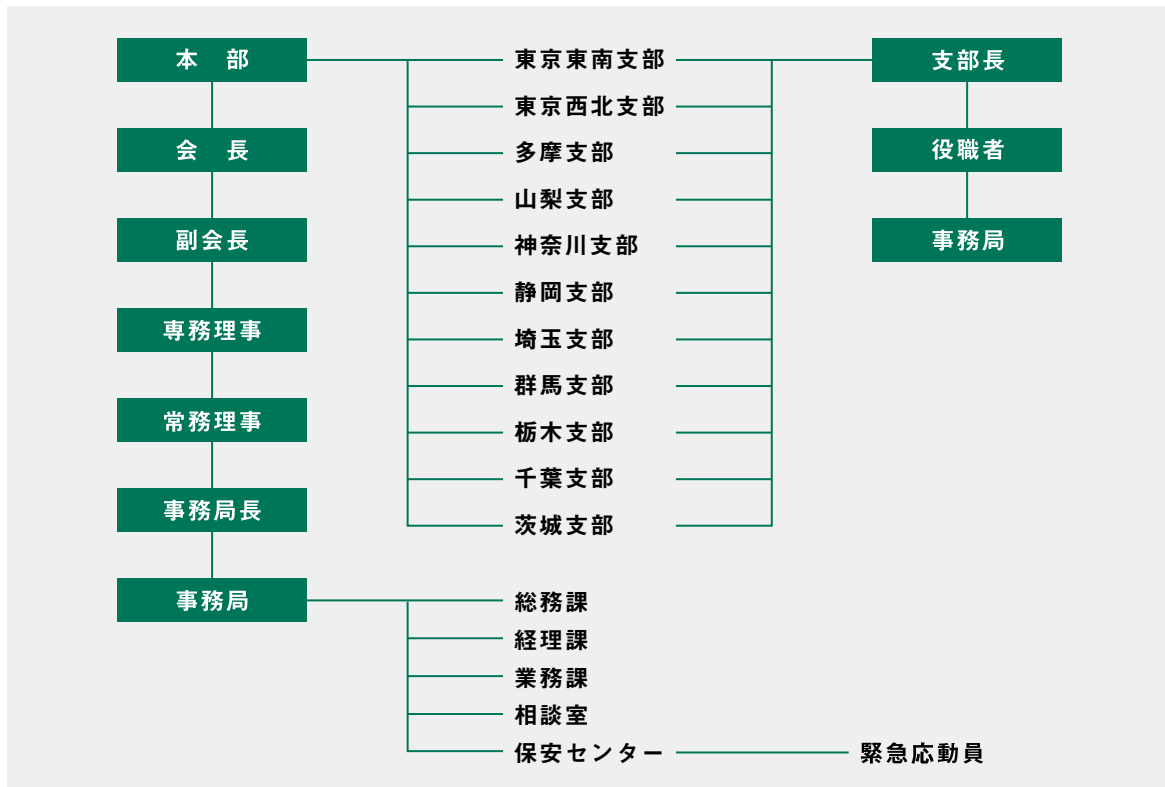 本　部
会　長
副会長
専務理事
常務理事
事務局長
事務局
東京東南支部
東京西北支部
多摩支部
山梨支部
神奈川支部
静岡支部
埼玉支部
群馬支部
栃木支部
千葉支部
茨城支部
支部長
役職者
事務局
総務課
経理課
業務課
相談室
保安センター
緊急応動員